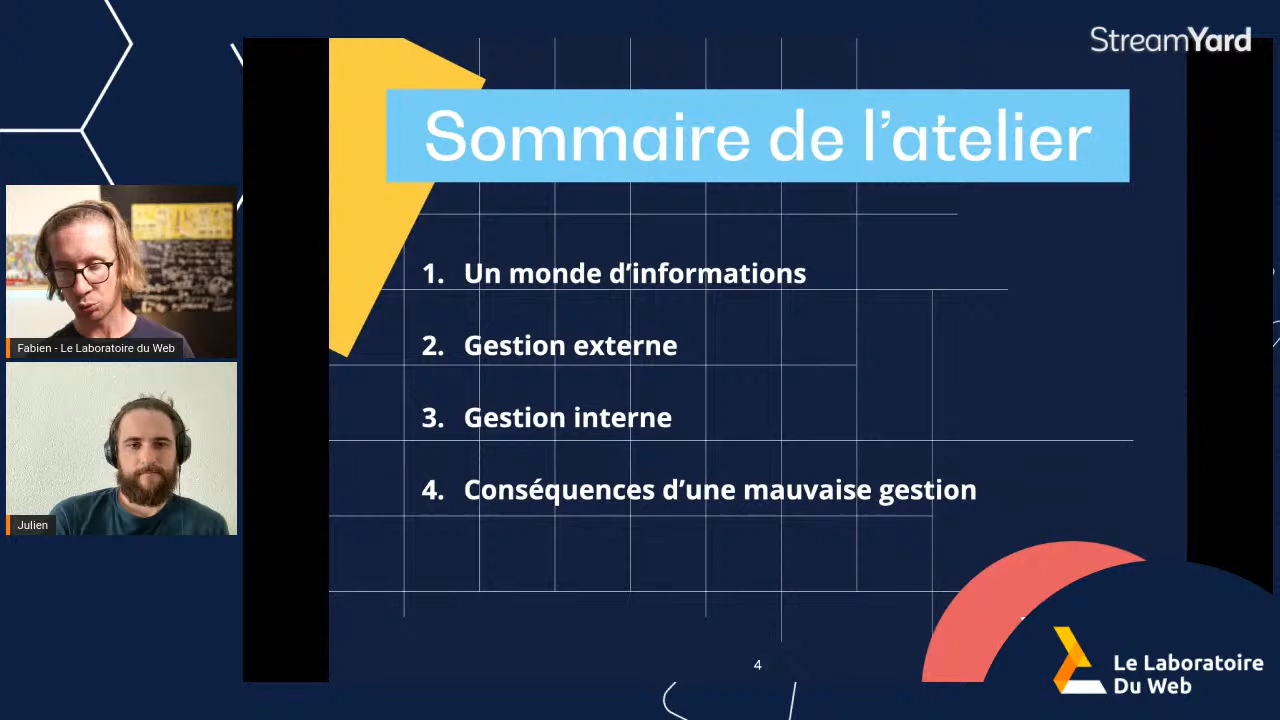 StreamYard
Sommaire de l’atelier
1. Un monde d’informations
2. Gestion externe
3. Gestion interne
4. Conséquences d’une mauvaise gestion
Fabien - Le Laboratoire du Web
Julien
4
Le Laboratoire
Du Web